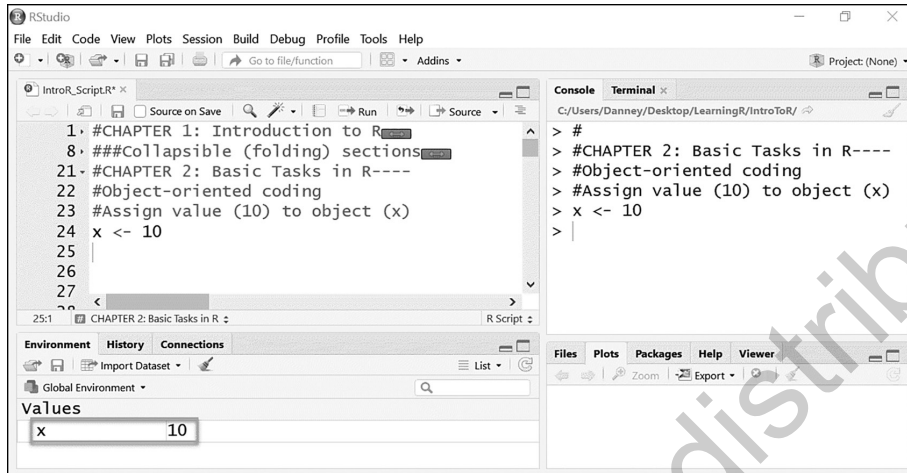 RStudio
File Edit Code View Plots Session Build Debug Profile Tools Help
Go to file/function Addins Project: (None)
IntroR_Script.R*
Source on Save Run Source
1 #CHAPTER 1: Introduction to R
8 ###Collapsible (folding) sections
21 #CHAPTER 2: Basic Tasks in R----
22 #Object-oriented coding
23 #Assign value (10) to object (x)
24 x <- 10
25
26
27
28
25:1 # CHAPTER 2: Basic Tasks in R R Script
Environment History Connections
Import Dataset List
Global Environment
Values
x 10
Console Terminal
C:/Users/Danney/Desktop/LearningR/IntroToR/
> #
> #CHAPTER 2: Basic Tasks in R----
> #Object-oriented coding
> #Assign value (10) to object (x)
> x <- 10
>
Files Plots Packages Help Viewer
Zoom Export
distrib